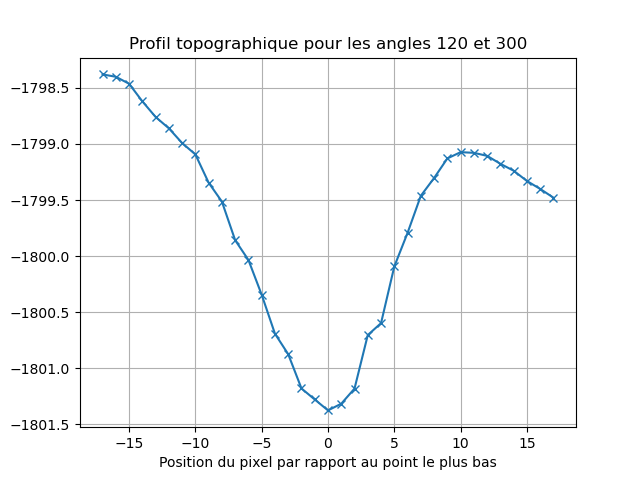 Profil topographique pour les angles 120 et 300
−1798.5
−1799.0
−1799.5
−1800.0
−1800.5
−1801.0
−1801.5
−15 −10 −5 0 5 10 15
Position du pixel par rapport au point le plus bas